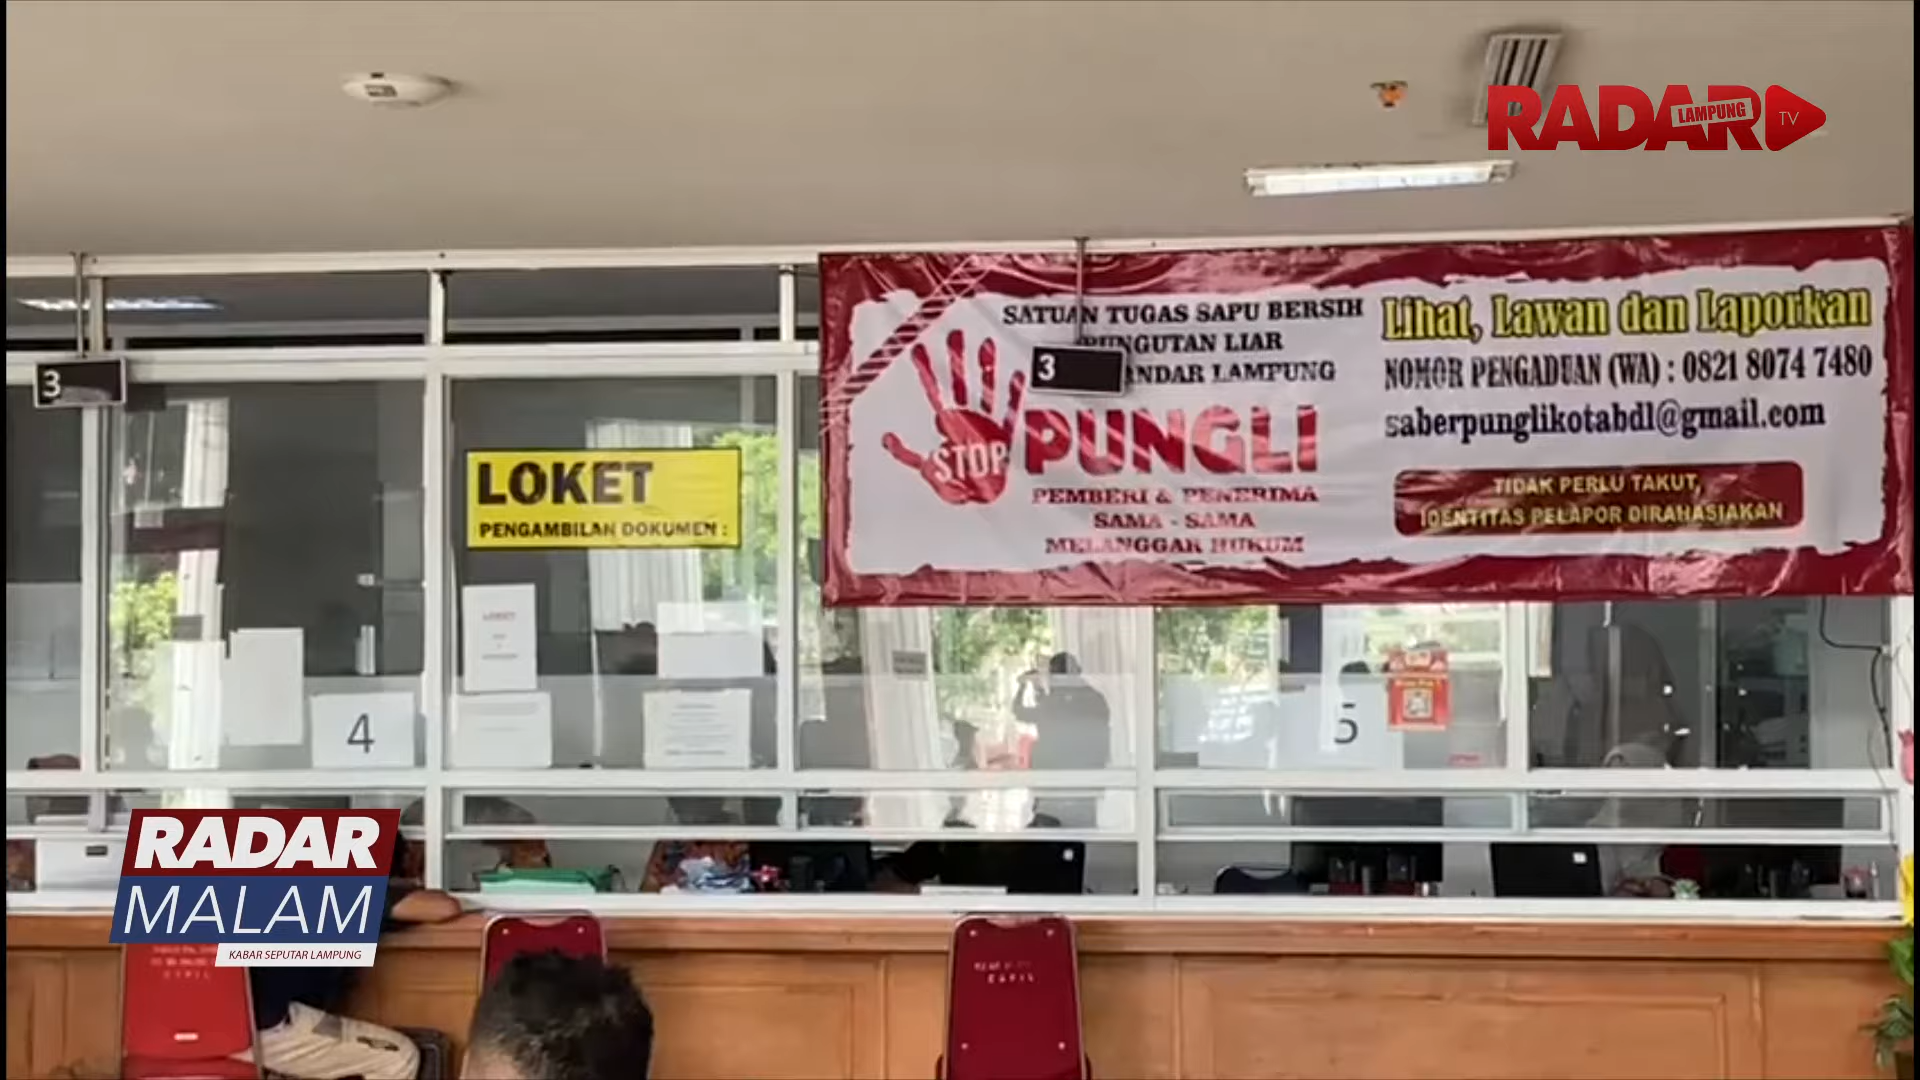 RADAR
LAMPUNG
TV
SATUAN TUGAS SAPU BERSIH
PUNGUTAN LIAR
BANDAR LAMPUNG
STOP
PUNGLI
PEMBERI & PENERIMA
SAMA - SAMA
MELANGGAR HUKUM
Lihat, Lawan dan Laporkan
NOMOR PENGADUAN (WA) : 0821 8074 7480
saberpunglikotabdl@gmail.com
TIDAK PERLU TAKUT,
IDENTITAS PELAPOR DIRAHASIAKAN
3
3
LOKET
PENGAMBILAN DOKUMEN :
LOKET
4
5
RADAR
MALAM
KABAR SEPUTAR LAMPUNG
CAPIL